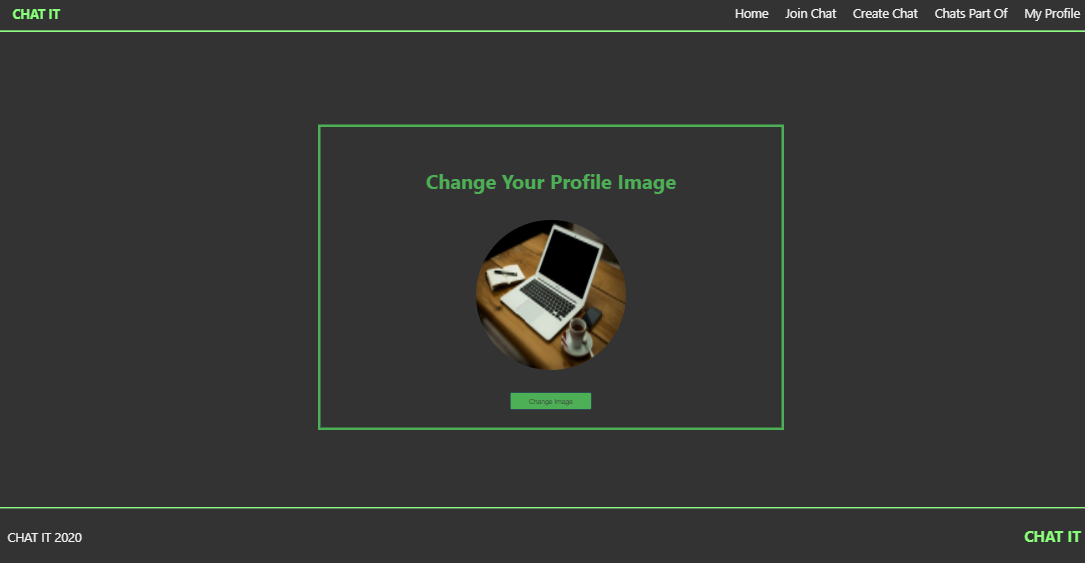 CHAT IT
Home Join Chat Create Chat Chats Part Of My Profile
Change Your Profile Image
Change Image
CHAT IT 2020
CHAT IT